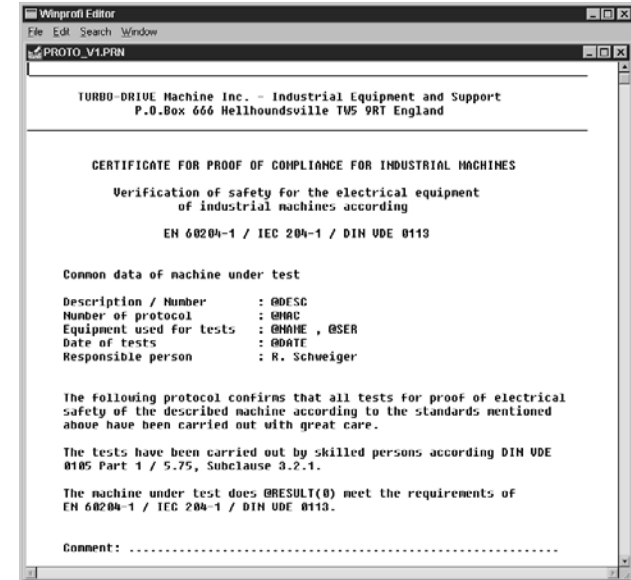 Winprofi Editor
File Edit Search Window
PROTO_V1.PRN
TURBO-DRIVE Machine Inc. - Industrial Equipment and Support
P.O.Box 666 Hellhoundsville TW5 9RT England
CERTIFICATE FOR PROOF OF COMPLIANCE FOR INDUSTRIAL MACHINES
Verification of safety for the electrical equipment
of industrial machines according
EN 60204-1 / IEC 204-1 / DIN VDE 0113
Common data of machine under test
Description / Number : @DESC
Number of protocol : @MAC
Equipment used for tests : @NAME , @SER
Date of tests : @DATE
Responsible person : R. Schweiger
The following protocol confirms that all tests for proof of electrical
safety of the described machine according to the standards mentioned
above have been carried out with great care.
The tests have been carried out by skilled persons according DIN VDE
0105 Part 1 / 5.75, Subclause 3.2.1.
The machine under test does @RESULT(0) meet the requirements of
EN 60204-1 / IEC 204-1 / DIN VDE 0113.
Comment: ............................................................